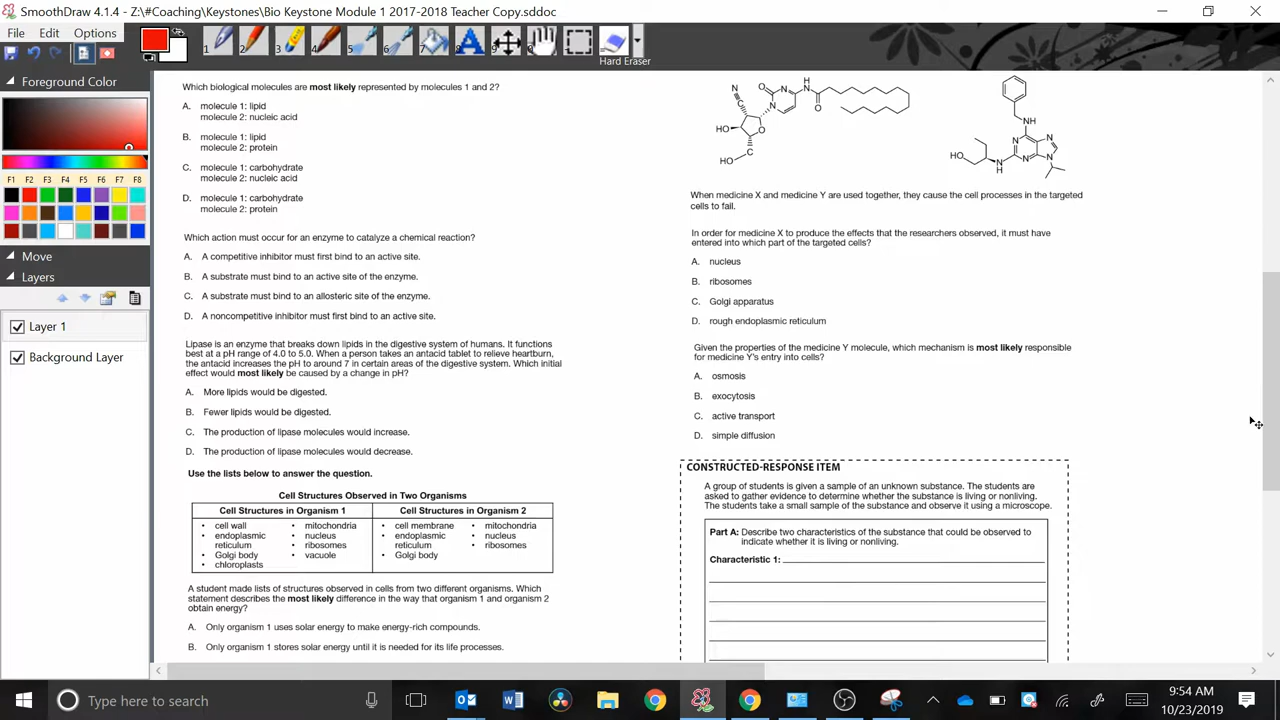 SmoothDraw 4.1.4 - Z:\#Coaching\Keystones\Bio Keystone Module 1 2017-2018 Teacher Copy.sddoc
File Edit Options
1 2 3 4 5 6 7 8 9 10
Hard Eraser
Foreground Color
F1 F2 F3 F4 F5 F6 F7 F8
Move
Layers
Layer 1
Background Layer
Which biological molecules are most likely represented by molecules 1 and 2?
A. molecule 1: lipid
molecule 2: nucleic acid
B. molecule 1: lipid
molecule 2: protein
C. molecule 1: carbohydrate
molecule 2: nucleic acid
D. molecule 1: carbohydrate
molecule 2: protein
Which action must occur for an enzyme to catalyze a chemical reaction?
A. A competitive inhibitor must first bind to an active site.
B. A substrate must bind to an active site of the enzyme.
C. A substrate must bind to an allosteric site of the enzyme.
D. A noncompetitive inhibitor must first bind to an active site.
Lipase is an enzyme that breaks down lipids in the digestive system of humans. It functions
best at a pH range of 4.0 to 5.0. When a person takes an antacid tablet to relieve heartburn,
the antacid increases the pH to around 7 in certain areas of the digestive system. Which initial
effect would most likely be caused by a change in pH?
A. More lipids would be digested.
B. Fewer lipids would be digested.
C. The production of lipase molecules would increase.
D. The production of lipase molecules would decrease.
Use the lists below to answer the question.
Cell Structures Observed in Two Organisms
Cell Structures in Organism 1 Cell Structures in Organism 2
• cell wall • mitochondria • cell membrane • mitochondria
• endoplasmic • nucleus • endoplasmic • nucleus
reticulum • ribosomes reticulum • ribosomes
• Golgi body • vacuole • Golgi body
• chloroplasts
A student made lists of structures observed in cells from two different organisms. Which
statement describes the most likely difference in the way that organism 1 and organism 2
obtain energy?
A. Only organism 1 uses solar energy to make energy-rich compounds.
B. Only organism 1 stores solar energy until it is needed for its life processes.
N C HO HO O O N N H N O
HO NH N N N N N H
When medicine X and medicine Y are used together, they cause the cell processes in the targeted
cells to fail.
In order for medicine X to produce the effects that the researchers observed, it must have
entered into which part of the targeted cells?
A. nucleus
B. ribosomes
C. Golgi apparatus
D. rough endoplasmic reticulum
Given the properties of the medicine Y molecule, which mechanism is most likely responsible
for medicine Y's entry into cells?
A. osmosis
B. exocytosis
C. active transport
D. simple diffusion
CONSTRUCTED-RESPONSE ITEM
A group of students is given a sample of an unknown substance. The students are
asked to gather evidence to determine whether the substance is living or nonliving.
The students take a small sample of the substance and observe it using a microscope.
Part A: Describe two characteristics of the substance that could be observed to
indicate whether it is living or nonliving.
Characteristic 1:
Type here to search
9:54 AM
10/23/2019